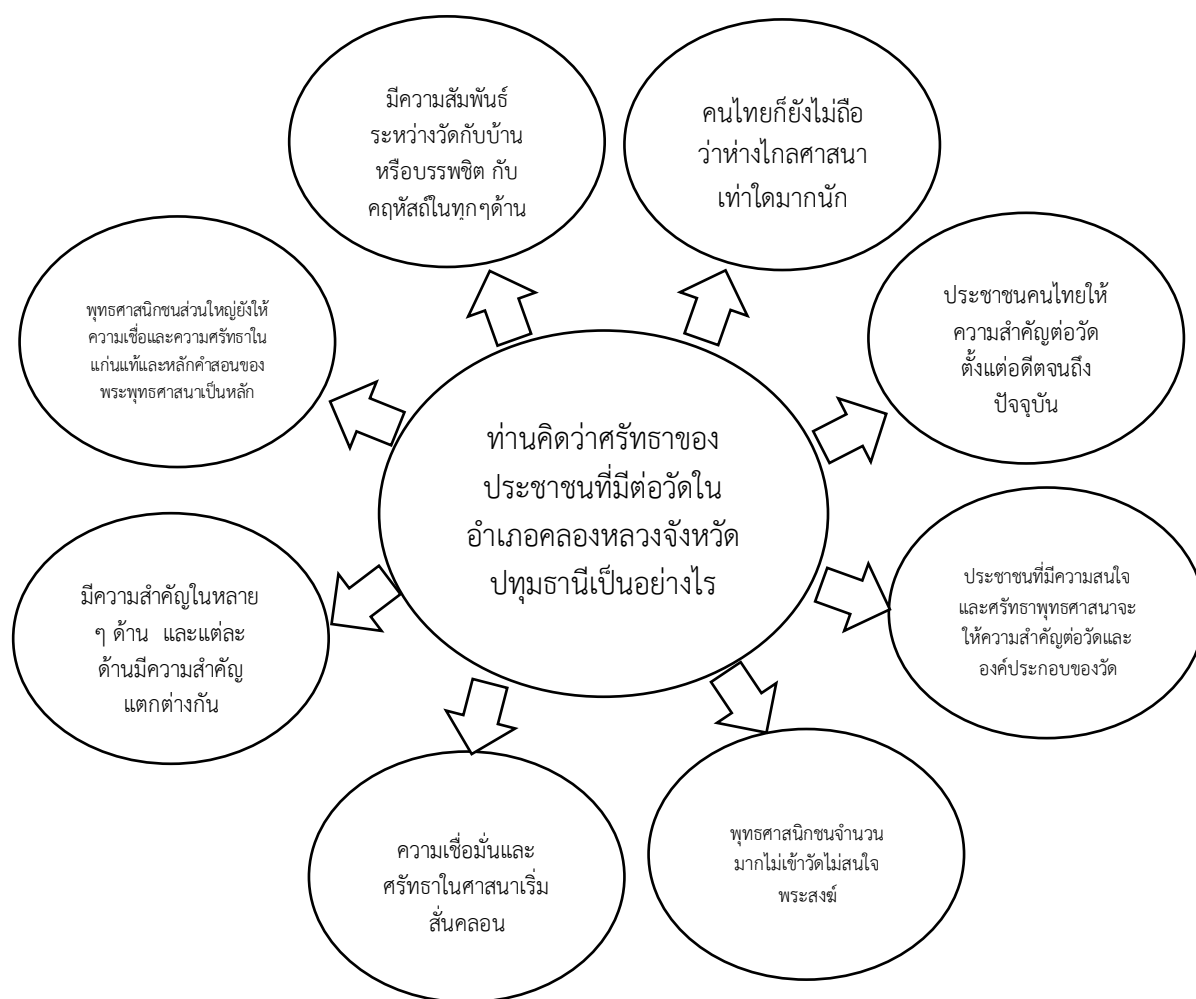 มีความสัมพันธ์
ระหว่างวัดกับบ้าน
หรือบรรพชิต กับ
คฤหัสถ์ในทุกๆด้าน
คนไทยก็ยังไม่ถือ
ว่าห่างไกลศาสนา
เท่าใดมากนัก
พุทธศาสนิกชนส่วนใหญ่ยังให้
ความเชื่อและความศรัทธาใน
แก่นแท้และหลักคำสอนของ
พระพุทธศาสนาเป็นหลัก
ประชาชนคนไทยให้
ความสำคัญต่อวัด
ตั้งแต่อดีตจนถึง
ปัจจุบัน
ท่านคิดว่าศรัทธาของ
ประชาชนที่มีต่อวัดใน
อำเภอคลองหลวงจังหวัด
ปทุมธานีเป็นอย่างไร
มีความสำคัญในหลาย
ๆ ด้าน และแต่ละ
ด้านมีความสำคัญ
แตกต่างกัน
ประชาชนที่มีความสนใจ
และศรัทธาพุทธศาสนาจะ
ให้ความสำคัญต่อวัดและ
องค์ประกอบของวัด
ความเชื่อมั่นและ
ศรัทธาในศาสนาเริ่ม
สั่นคลอน
พุทธศาสนิกชนจำนวน
มากไม่เข้าวัดไม่สนใจ
พระสงฆ์